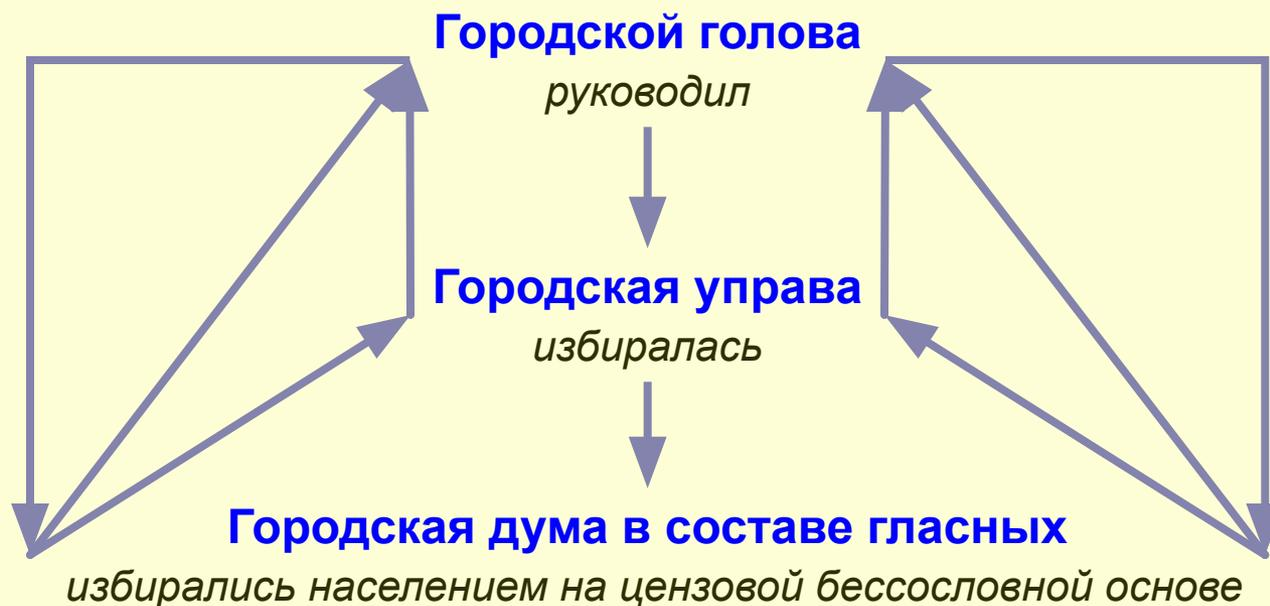 Городской голова
руководил
Городская управа
избиралась
Городская дума в составе гласных
избирались населением на цензовой бессословной основе